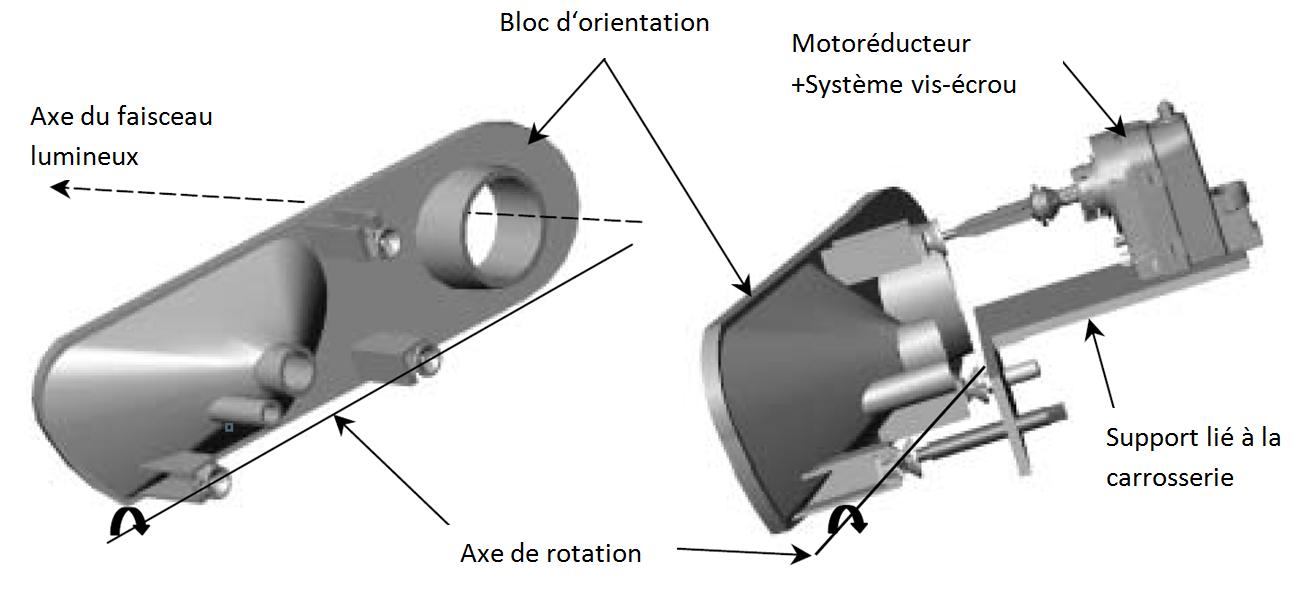 Bloc d‘orientation
Motoréducteur
+Système vis-écrou
Axe du faisceau
lumineux
Support lié à la
carrosserie
Axe de rotation